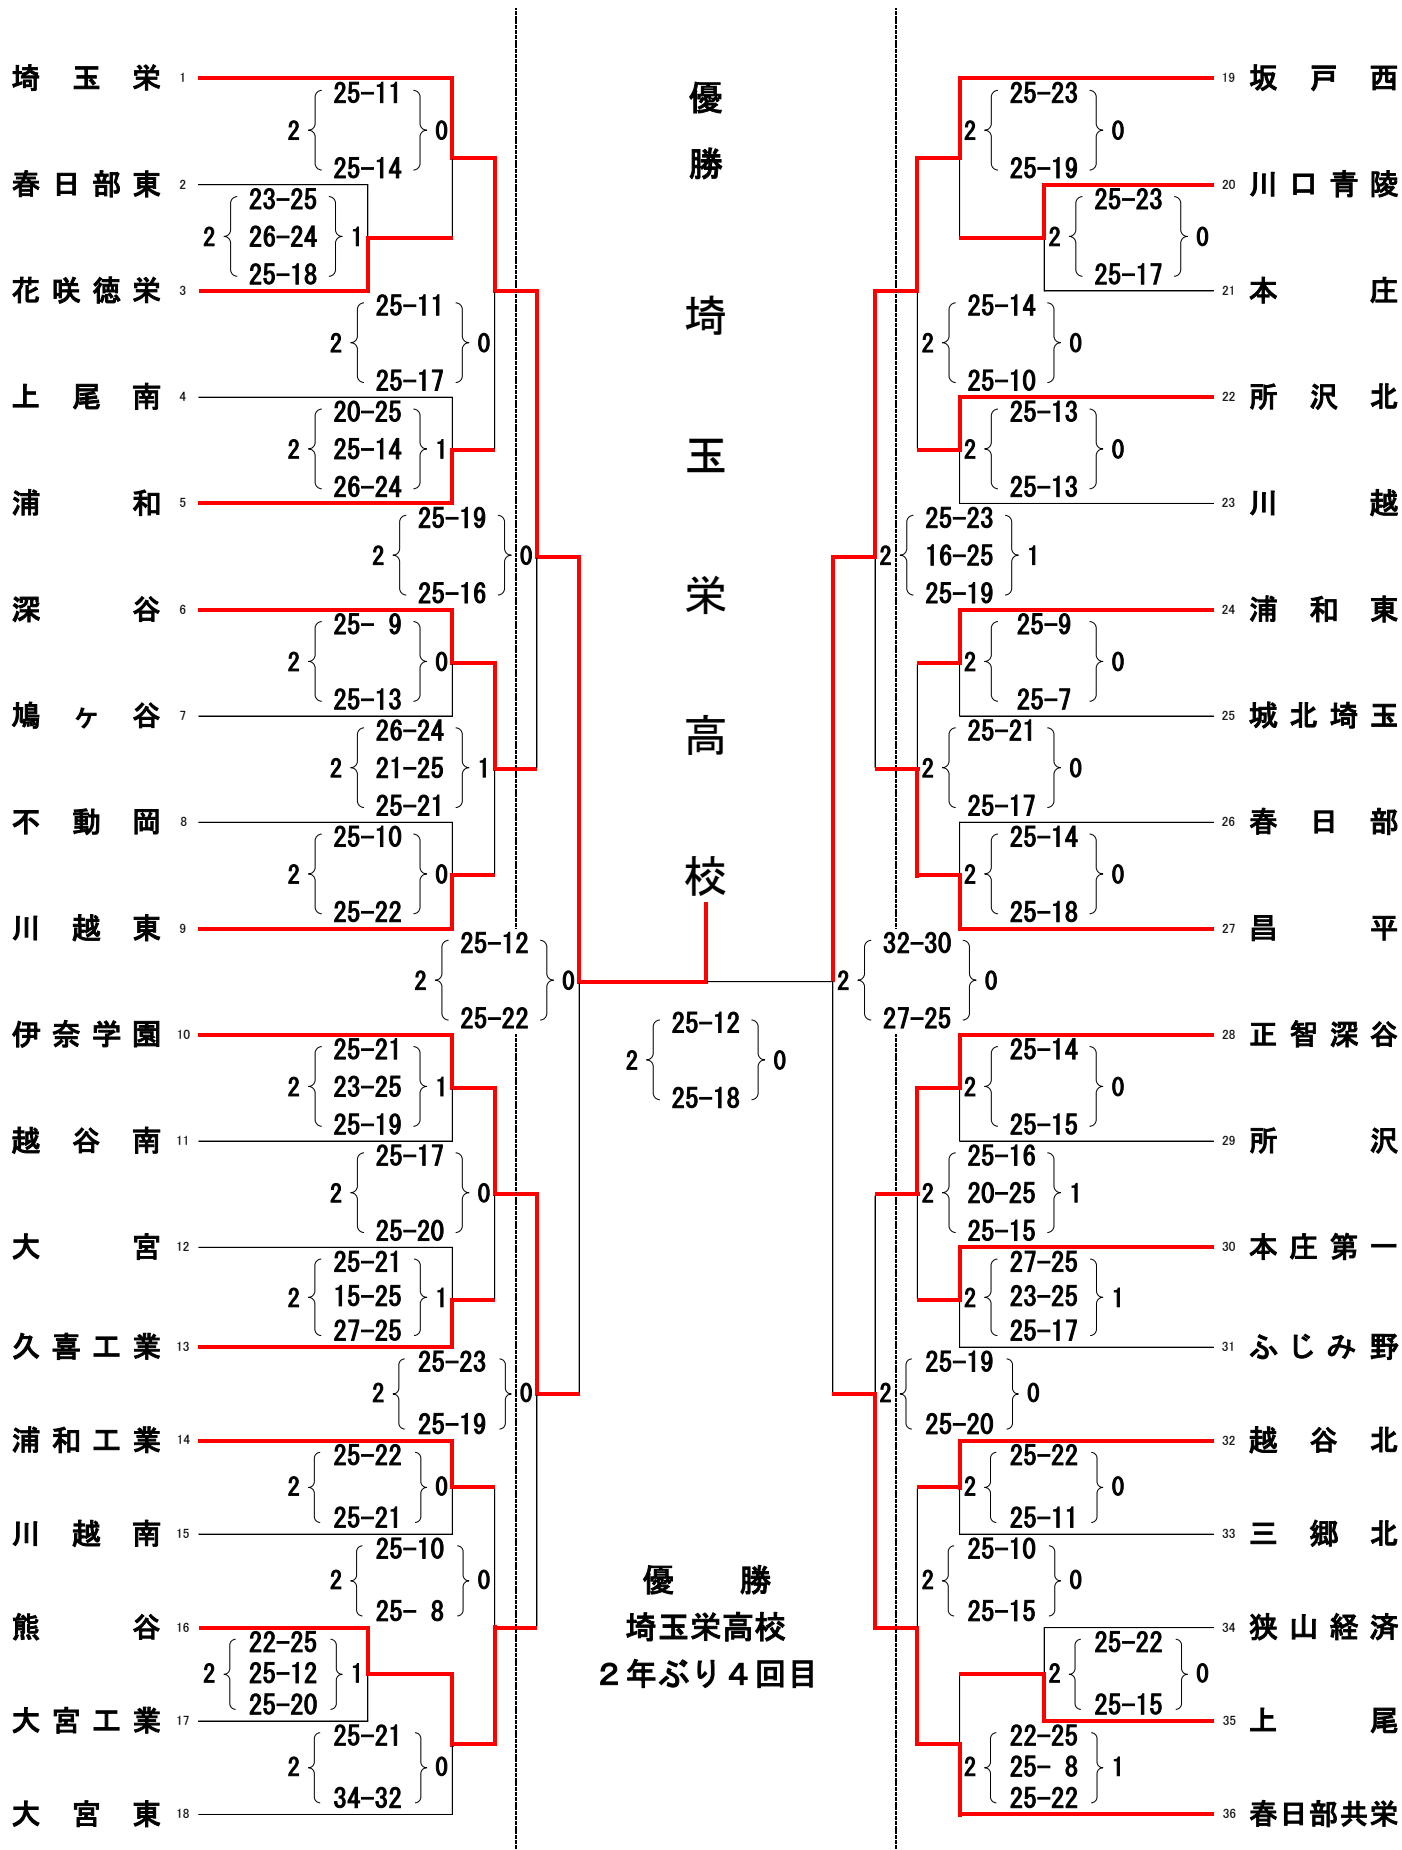 埼玉栄 1
25-11
2 0
25-14
春日部東 2
23-25
2 26-24 1
25-18
花咲徳栄 3
25-11
2 0
25-17
上尾南 4
20-25
2 25-14 1
26-24
浦和 5
25-19
2 0
25-16
深谷 6
25- 9
2 0
25-13
鳩ヶ谷 7
26-24
2 21-25 1
25-21
不動岡 8
25-10
2 0
25-22
川越東 9
25-12
2 0
25-22
伊奈学園 10
25-21
2 23-25 1
25-19
越谷南 11
25-17
2 0
25-20
大宮 12
25-21
2 15-25 1
27-25
久喜工業 13
25-23
2 0
25-19
浦和工業 14
25-22
2 0
25-21
川越南 15
25-10
2 0
25- 8
熊谷 16
22-25
2 25-12 1
25-20
大宮工業 17
25-21
2 0
34-32
大宮東 18
優勝
埼玉栄高校
25-12
2 0
25-18
優勝
埼玉栄高校
2年ぶり4回目
19 坂戸西
25-23
2 0
25-19
20 川口青陵
25-23
2 0
25-17
21 本庄
25-14
2 0
25-10
22 所沢北
25-13
2 0
25-13
23 川越
25-23
2 16-25 1
25-19
24 浦和東
25-9
2 0
25-7
25 城北埼玉
25-21
2 0
25-17
26 春日部
25-14
2 0
25-18
27 昌平
32-30
2 0
27-25
28 正智深谷
25-14
2 0
25-15
29 所沢
25-16
2 20-25 1
25-15
30 本庄第一
27-25
2 23-25 1
25-17
31 ふじみ野
25-19
2 0
25-20
32 越谷北
25-22
2 0
25-11
33 三郷北
25-10
2 0
25-15
34 狭山経済
25-22
2 0
25-15
35 上尾
22-25
2 25- 8 1
25-22
36 春日部共栄